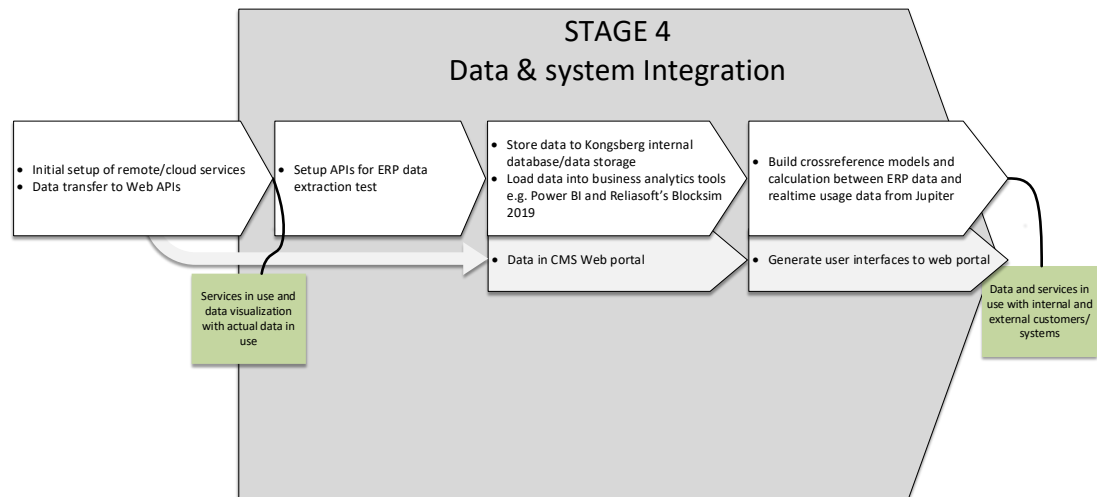 STAGE 4
Data & system Integration
• Initial setup of remote/cloud services
• Data transfer to Web APIs
• Setup APIs for ERP data
extraction test
• Store data to Kongsberg internal
database/data storage
• Load data into business analytics tools
e.g. Power BI and Reliasoft's Blocksim
2019
• Build crossreference models and
calculation between ERP data and
realtime usage data from Jupiter
• Data in CMS Web portal
• Generate user interfaces to web portal
Services in use and
data visualization
with actual data in
use
Data and services in
use with internal and
external customers/
systems